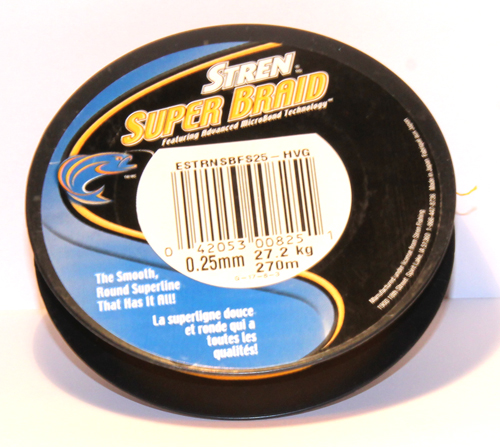 STREN
SUPER BRAID
Featuring Advanced MicroBond Technology™
ESTRNSBFS25-HVG
0 42053 00825 1
0.25mm 27.2 kg
270m
The Smooth,
Round Superline
That Has It All!
La superligne douce
et ronde qui a
toutes les
qualités!